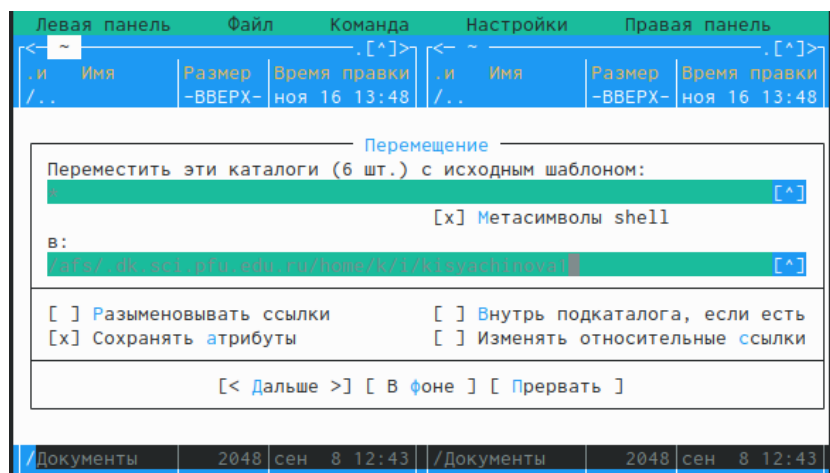 Левая панель Файл Команда Настройки Правая панель
<─ ~ ─.[^]>┐┌<─ ~ ─.[^]>
.и Имя Размер Время правки .и Имя Размер Время правки
/.. -ВВЕРХ- ноя 16 13:48 /.. -ВВЕРХ- ноя 16 13:48
Перемещение
Переместить эти каталоги (6 шт.) с исходным шаблоном:
* [^]
[x] Метасимволы shell
в:
/afs/.dk.sci.pfu.edu.ru/home/k/i/ [^]
[ ] Разыменовывать ссылки [ ] Внутрь подкаталога, если есть
[x] Сохранять атрибуты [ ] Изменять относительные ссылки
[< Дальше >] [ В фоне ] [ Прервать ]
/Документы 2048 сен 8 12:43 /Документы 2048 сен 8 12:43